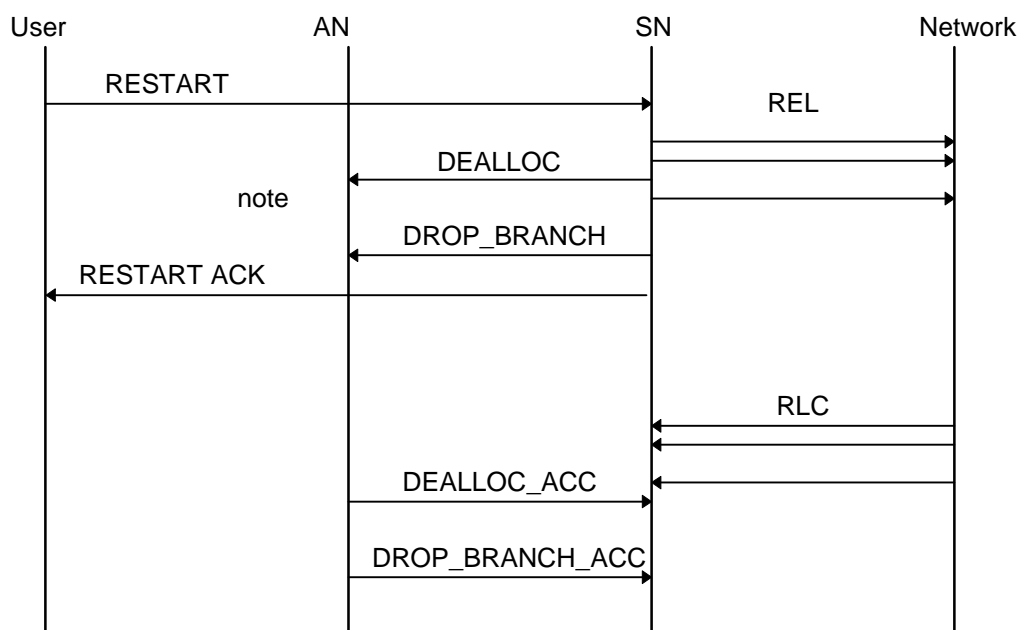 User AN SN Network
RESTART
REL
DEALLOC
note
DROP_BRANCH
RESTART ACK
RLC
DEALLOC_ACC
DROP_BRANCH_ACC